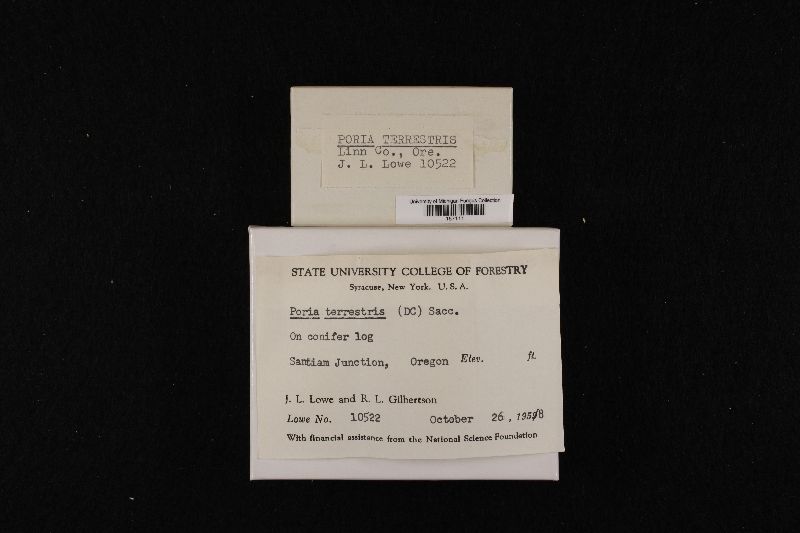 PORIA TERRESTRIS
Linn Co., Ore.
J. L. Lowe 10522
University of Michigan Fungus Collection
STATE UNIVERSITY COLLEGE OF FORESTRY
Syracuse, New York. U. S. A.
Poria terrestris (DC) Sacc.
On conifer log
Santiam Junction, Oregon Elev. ft.
J. L. Lowe and R. L. Gilbertson
Lowe No. 10522 October 26, 1958
With financial assistance from the National Science Foundation